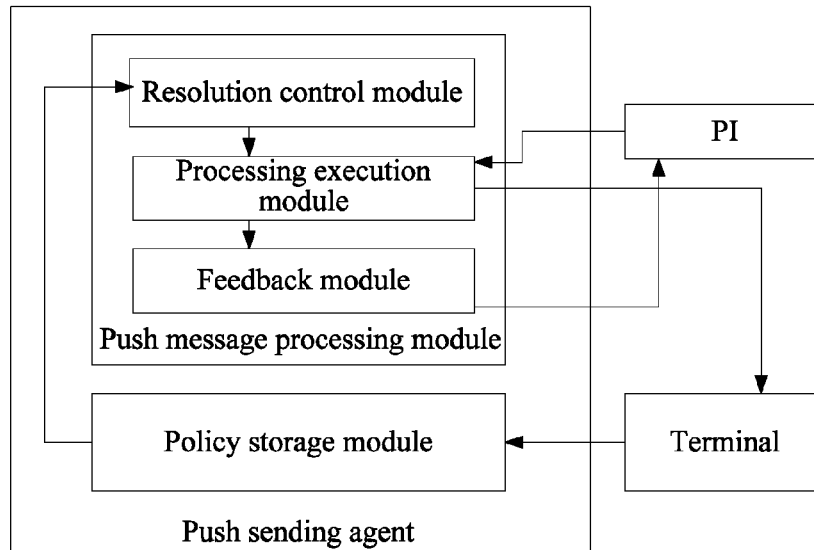 Resolution control module
PI
Processing execution
module
Feedback module
Push message processing module
Policy storage module
Terminal
Push sending agent